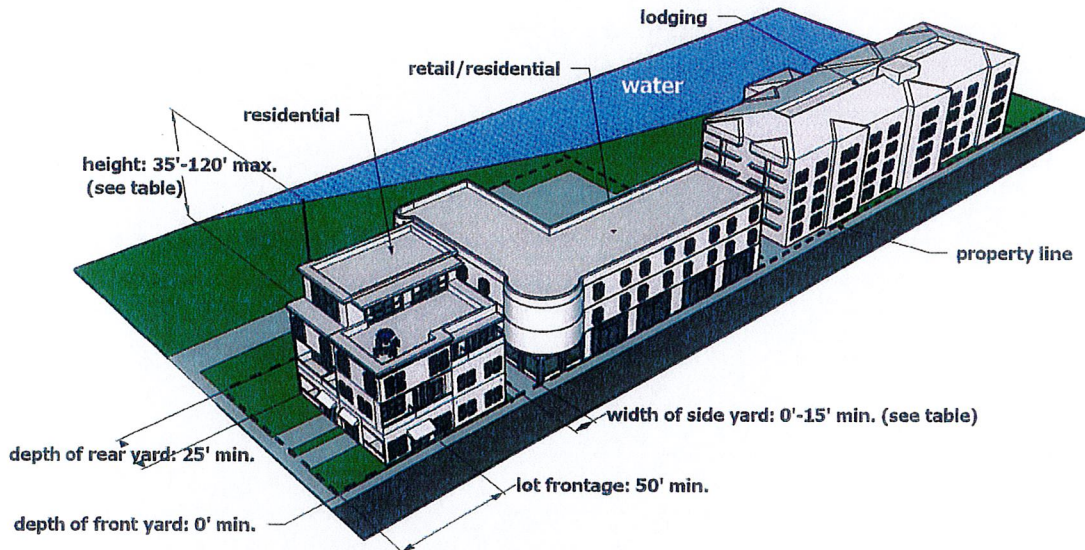 lodging
retail/residential
water
residential
height: 35'-120' max.
(see table)
property line
width of side yard: 0'-15' min. (see table)
depth of rear yard: 25' min.
lot frontage: 50' min.
depth of front yard: 0' min.